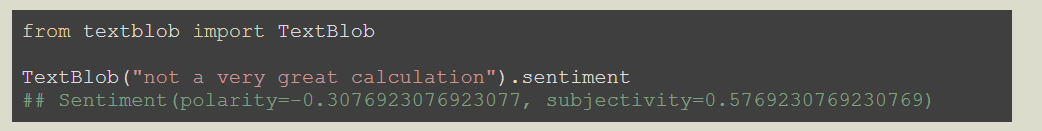 from textblob import TextBlob
TextBlob("not a very great calculation").sentiment
## Sentiment(polarity=-0.3076923076923077, subjectivity=0.5769230769230769)